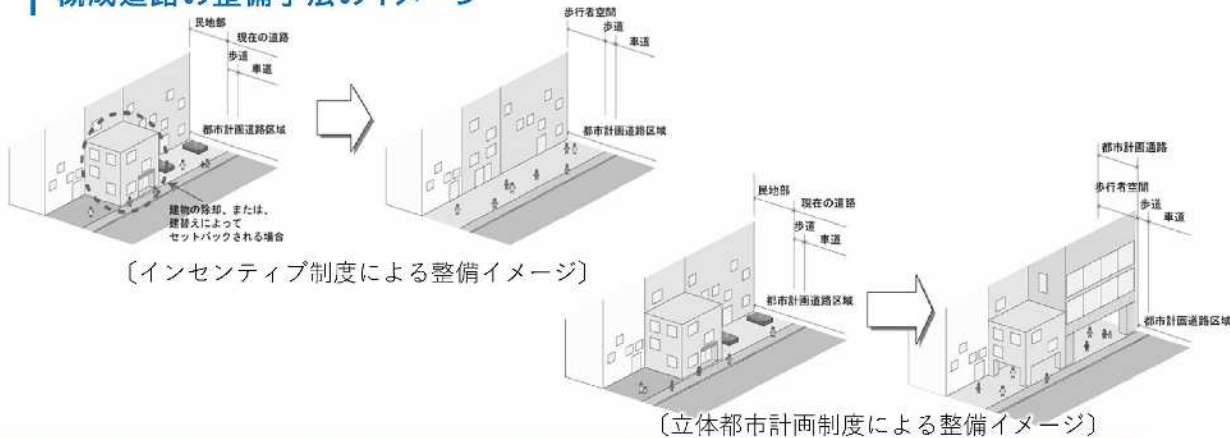 構成道路の整備手法のイメージ
民地部
現在の道路
歩道
車道
都市計画道路区域
建物の除却、または、
建替えによって
セットバックされる場合
歩行者空間
歩道
車道
都市計画道路区域
〔インセンティブ制度による整備イメージ〕
民地部
現在の道路
歩道
車道
都市計画道路区域
都市計画道路
歩行者空間
歩道
車道
都市計画道路区域
〔立体都市計画制度による整備イメージ〕